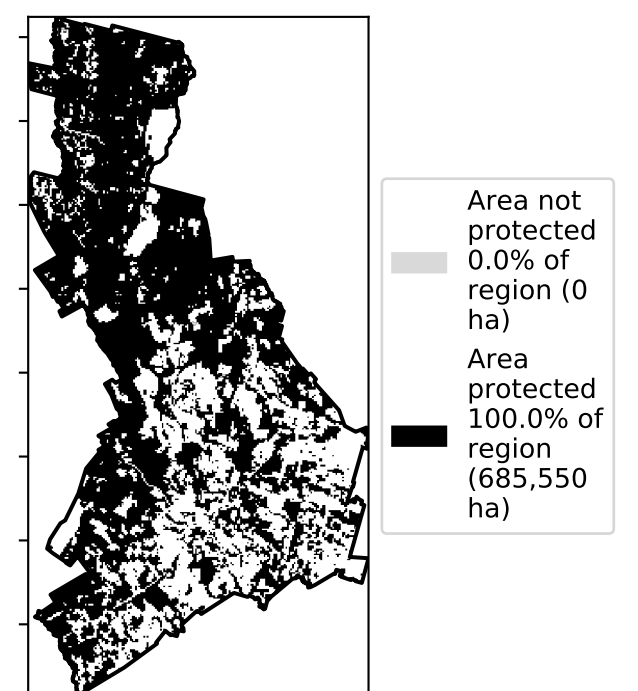 Area not
protected
0.0% of
region (0
ha)
Area
protected
100.0% of
region
(685,550
ha)